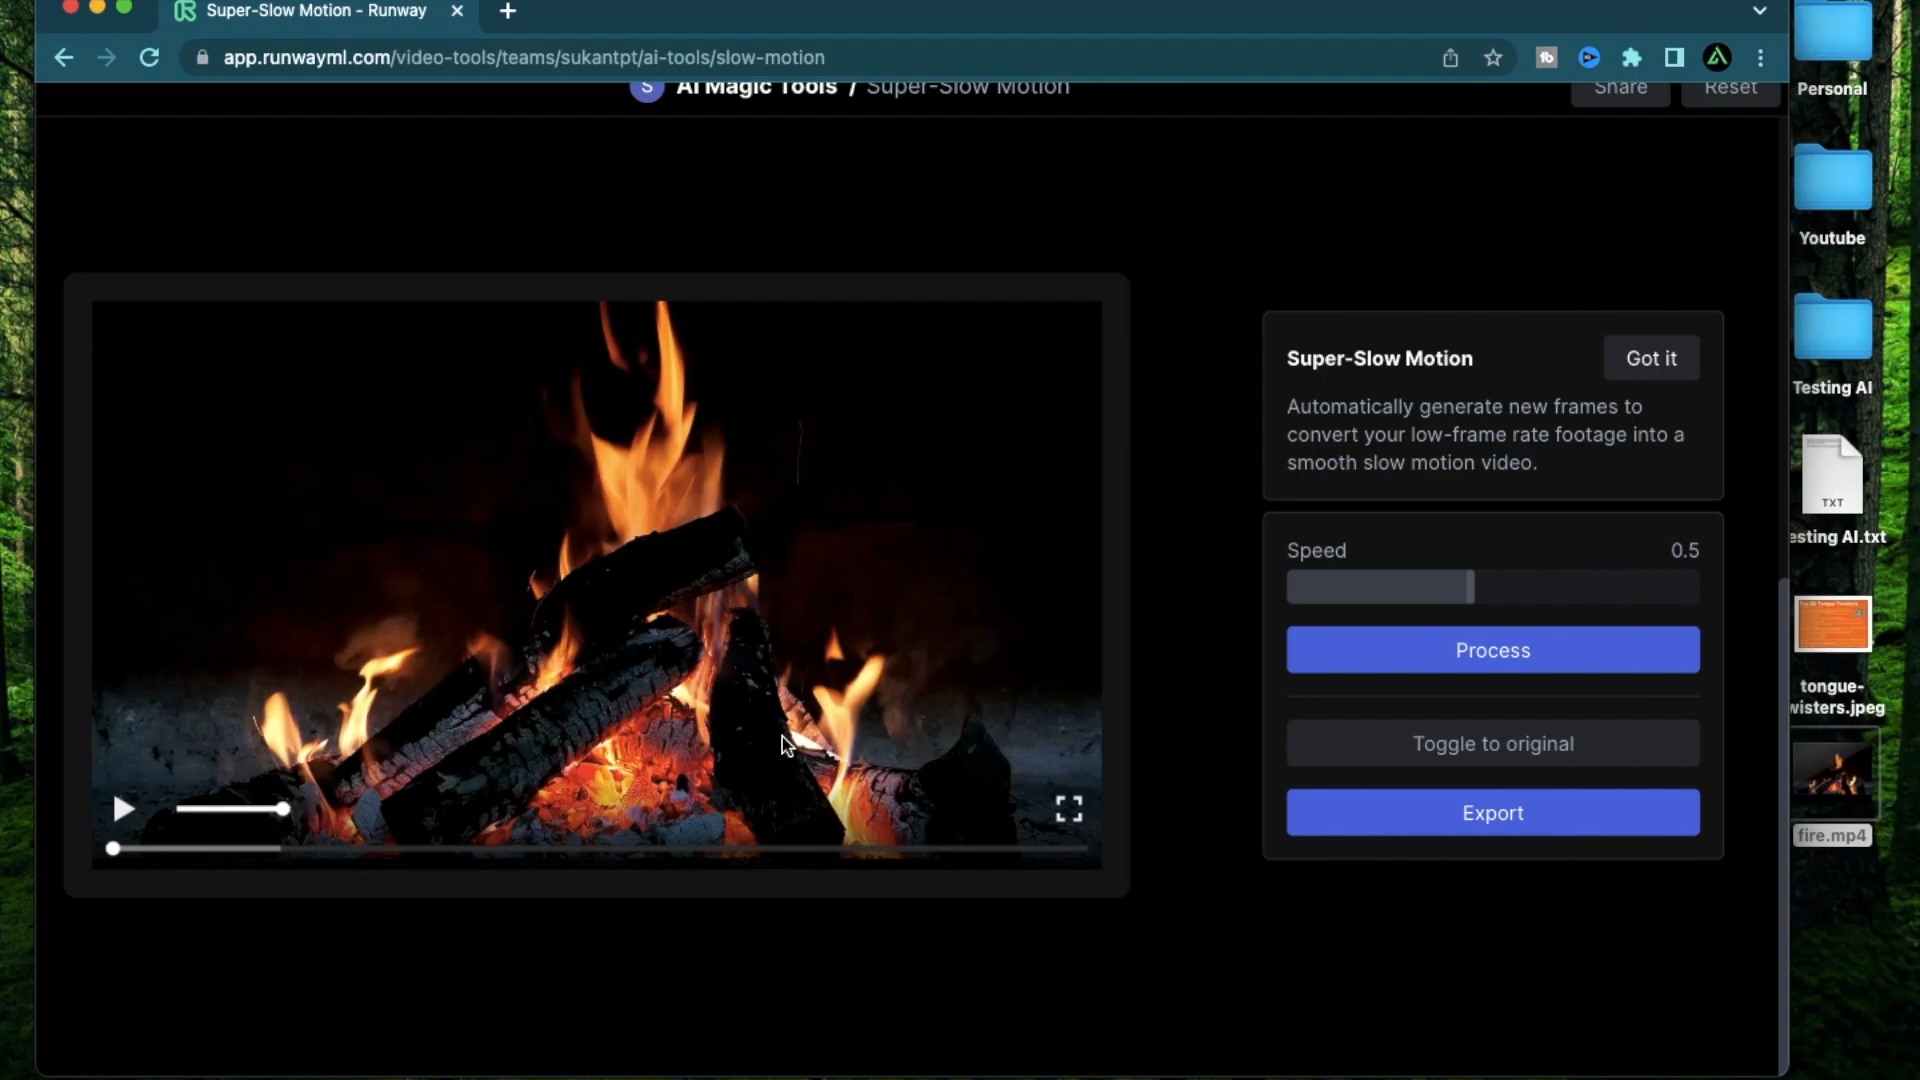 Super-Slow Motion - Runway
app.runwayml.com/video-tools/teams/sukantpt/ai-tools/slow-motion
S AI Magic Tools / Super-Slow Motion
Share
Reset
Super-Slow Motion
Got it
Automatically generate new frames to
convert your low-frame rate footage into a
smooth slow motion video.
Speed
0.5
Process
Toggle to original
Export
Personal
Youtube
Testing AI
TXT
esting AI.txt
tongue-
wisters.jpeg
fire.mp4